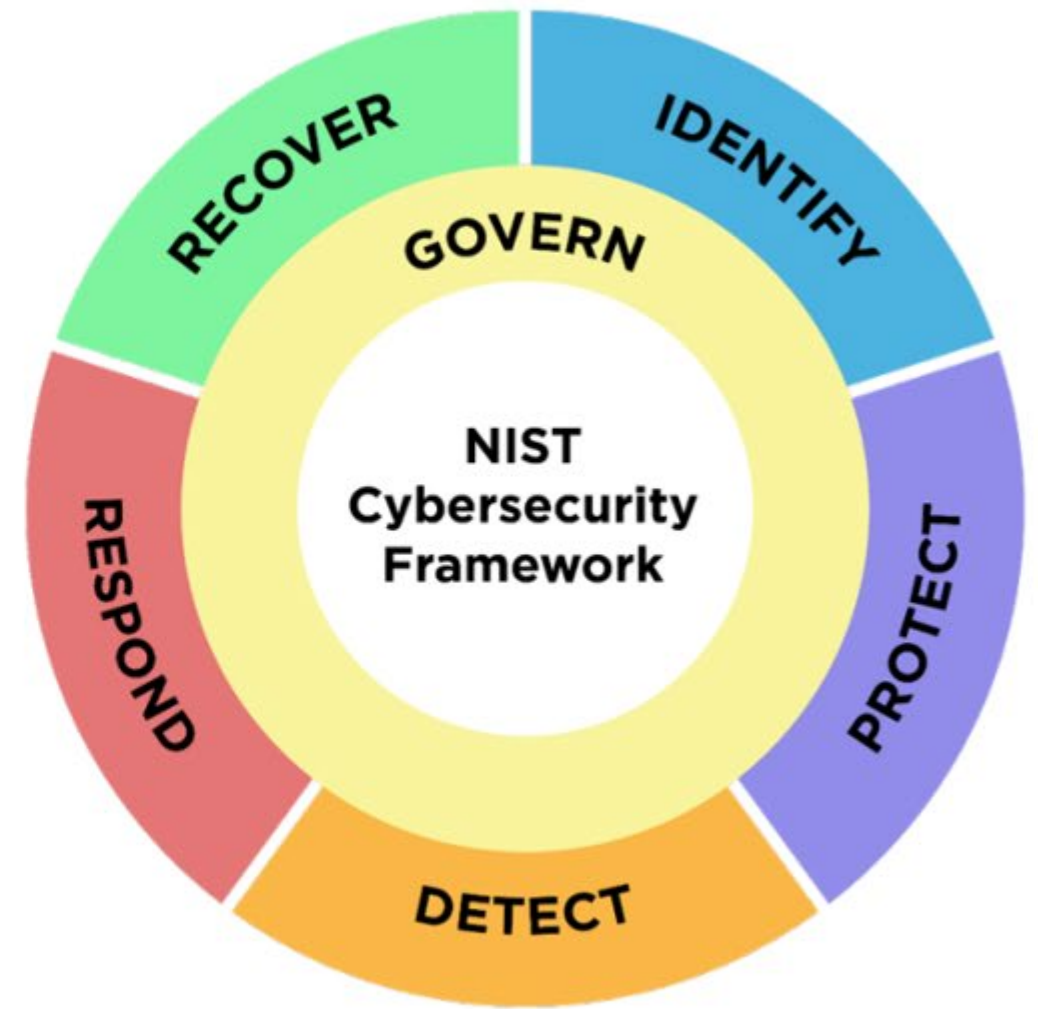 RECOVER
IDENTIFY
GOVERN
NIST
Cybersecurity
Framework
RESPOND
PROTECT
DETECT